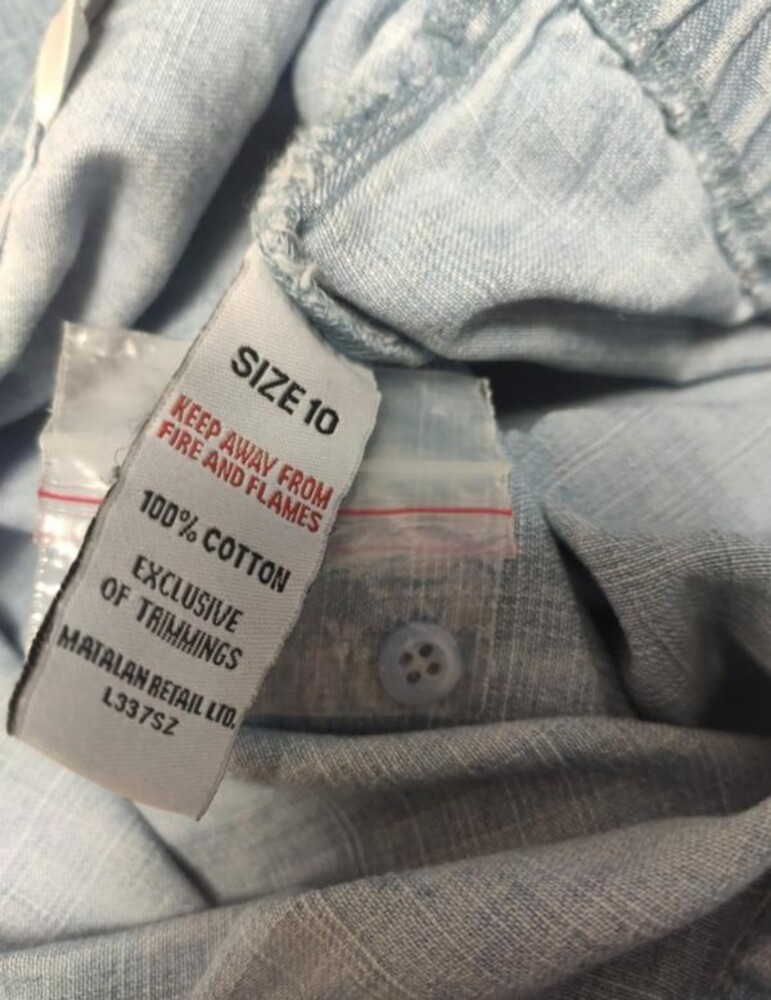 SIZE 10
KEEP AWAY FROM
FIRE AND FLAMES
100% COTTON
EXCLUSIVE
OF TRIMMINGS
MATALAN RETAIL LTD.
L337SZ